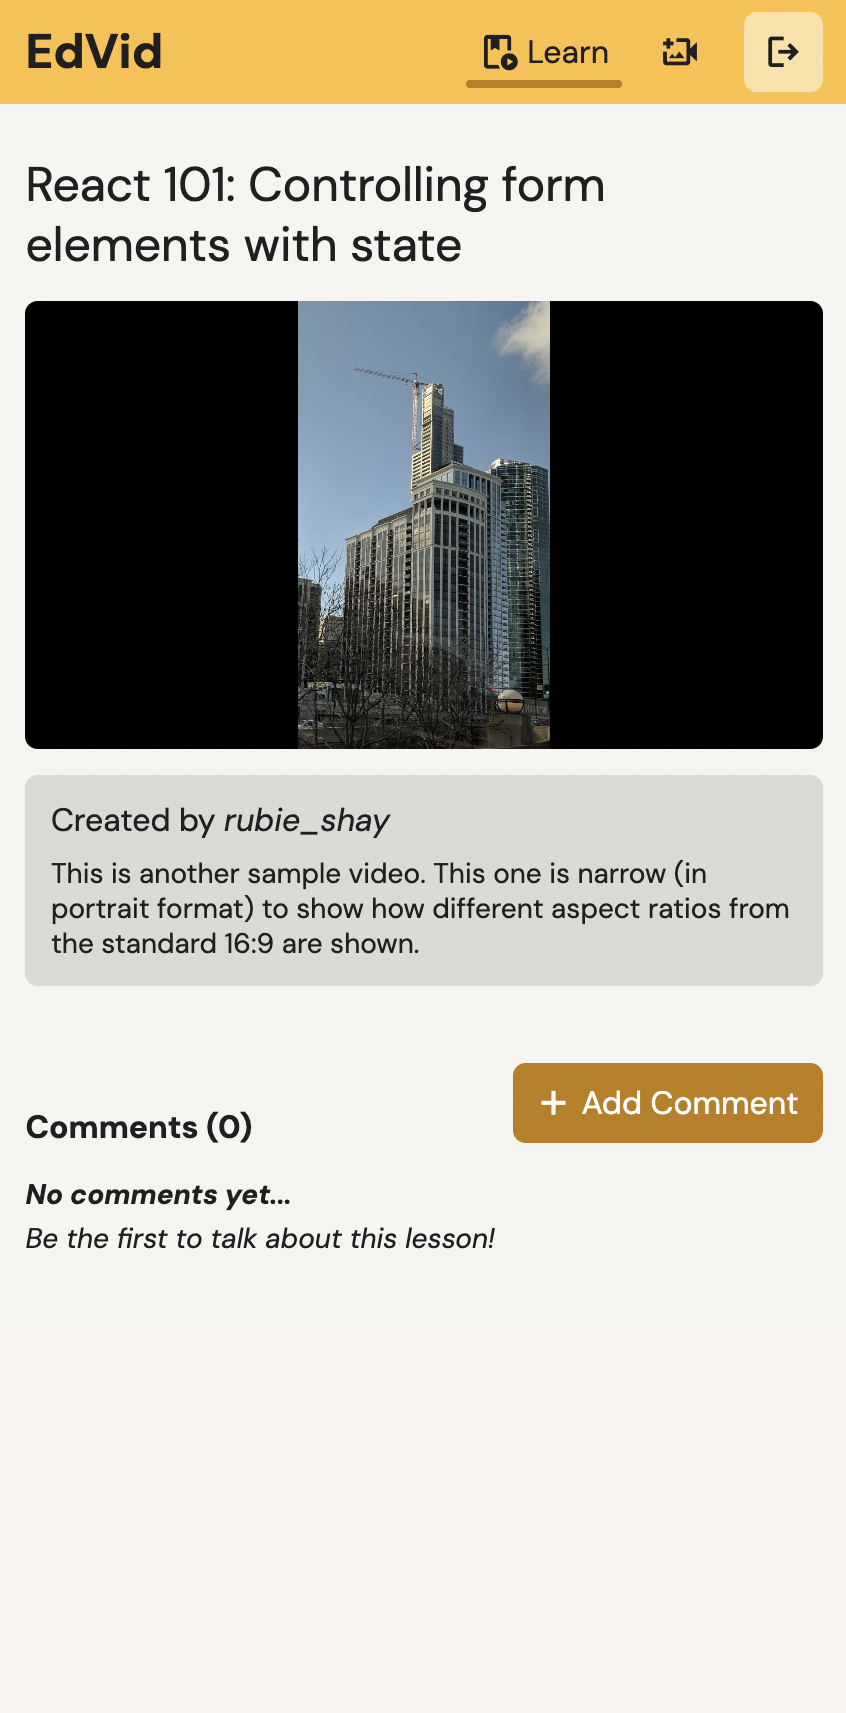 EdVid
Learn
React 101: Controlling form
elements with state
Created by rubie_shay
This is another sample video. This one is narrow (in
portrait format) to show how different aspect ratios from
the standard 16:9 are shown.
Comments (0)
+ Add Comment
No comments yet...
Be the first to talk about this lesson!